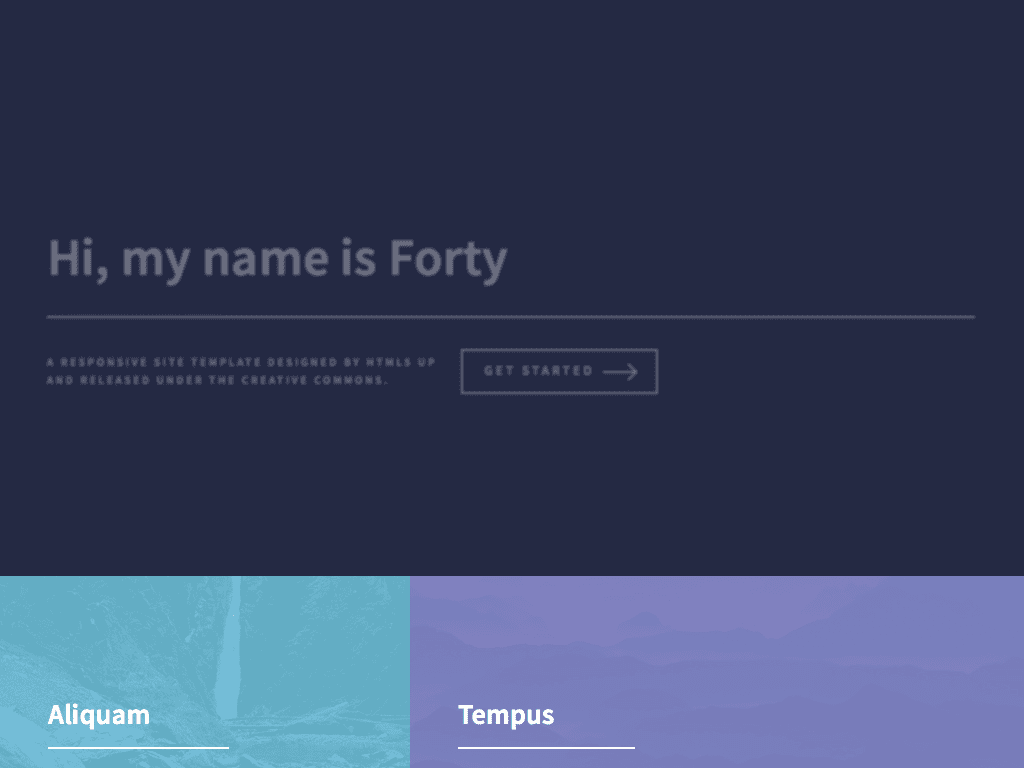 Hi, my name is Forty
A RESPONSIVE SITE TEMPLATE DESIGNED BY HTML5 UP
AND RELEASED UNDER THE CREATIVE COMMONS.
GET STARTED
Aliquam
Tempus